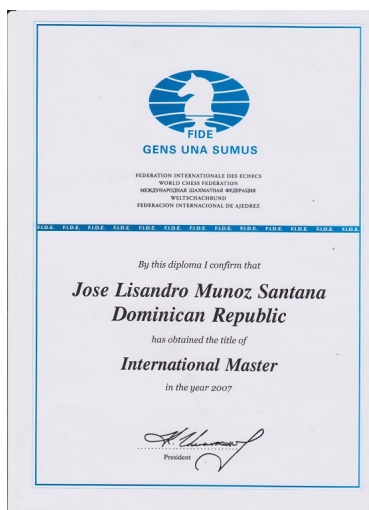 FIDE
GENS UNA SUMUS
FEDERATION INTERNATIONALE DES ECHECS
WORLD CHESS FEDERATION
МЕЖДУНАРОДНАЯ ШАХМАТНАЯ ФЕДЕРАЦИЯ
WELTSCHACHBUND
FEDERACION INTERNACIONAL DE AJEDREZ
F.I.D.E. F.I.D.E. F.I.D.E. F.I.D.E. F.I.D.E. F.I.D.E. F.I.D.E. F.I.D.E. F.I.D.E. F.I.D.E. F.I.D.E. F.I.D.E. F.I.D.E.
By this diploma I confirm that
Jose Lisandro Munoz Santana
Dominican Republic
has obtained the title of
International Master
in the year 2007
President